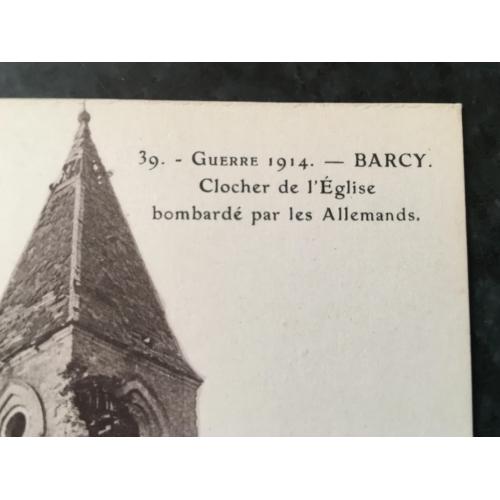 39. - GUERRE 1914. — BARCY.
Clocher de l'Église
bombardé par les Allemands.